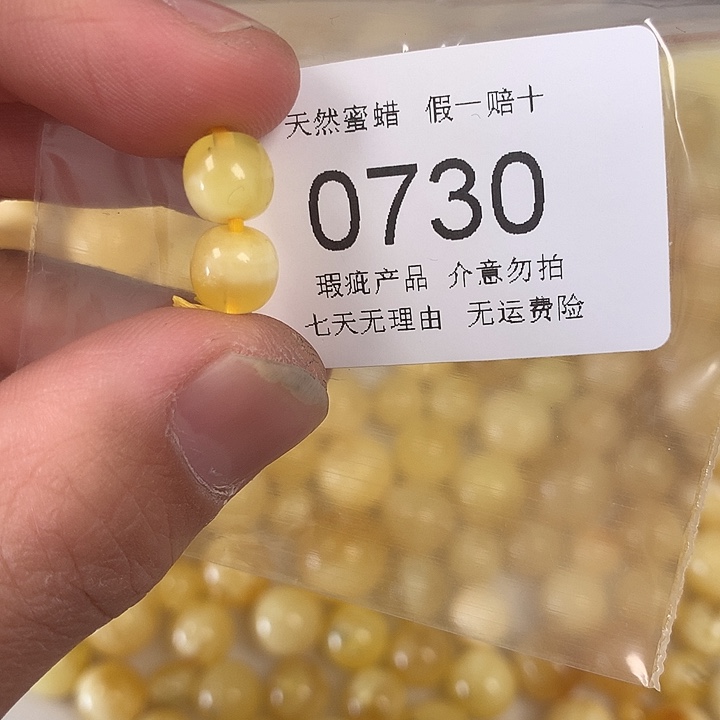 天然蜜蜡 假一赔十
0730
瑕疵产品 介意勿拍
七天无理由 无运费险